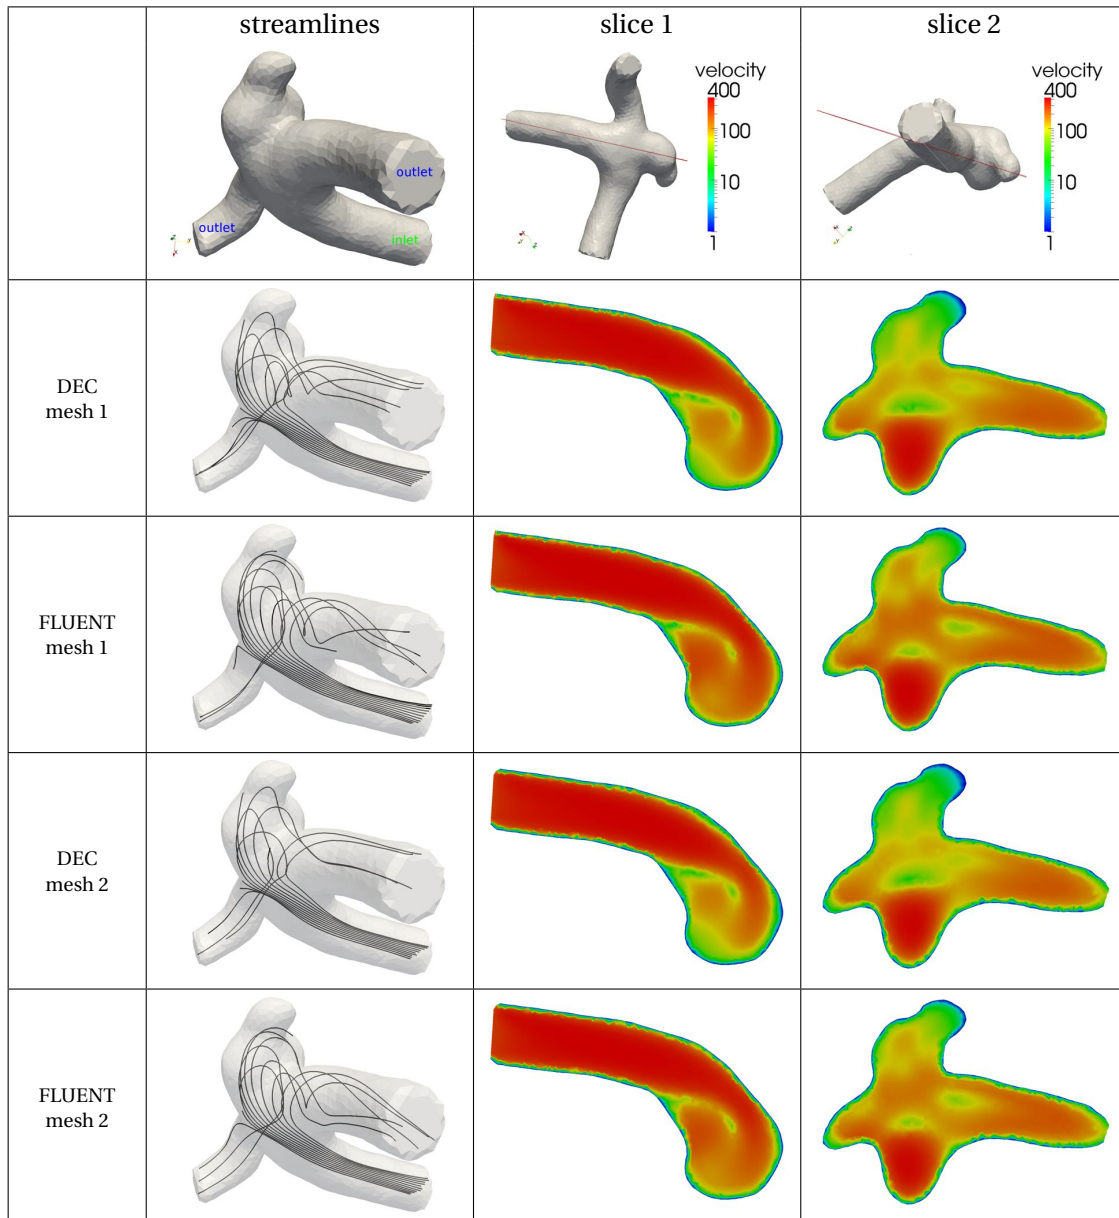 streamlines
slice 1
slice 2
outlet
outlet
inlet
velocity
400
100
10
1
velocity
400
100
10
1
DEC
mesh 1
FLUENT
mesh 1
DEC
mesh 2
FLUENT
mesh 2